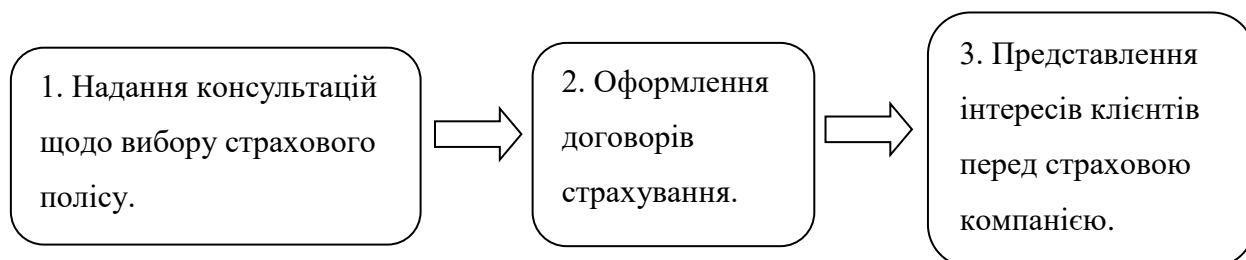 1. Надання консультацій
щодо вибору страхового
полісу.
2. Оформлення
договорів
страхування.
3. Представлення
інтересів клієнтів
перед страховою
компанією.